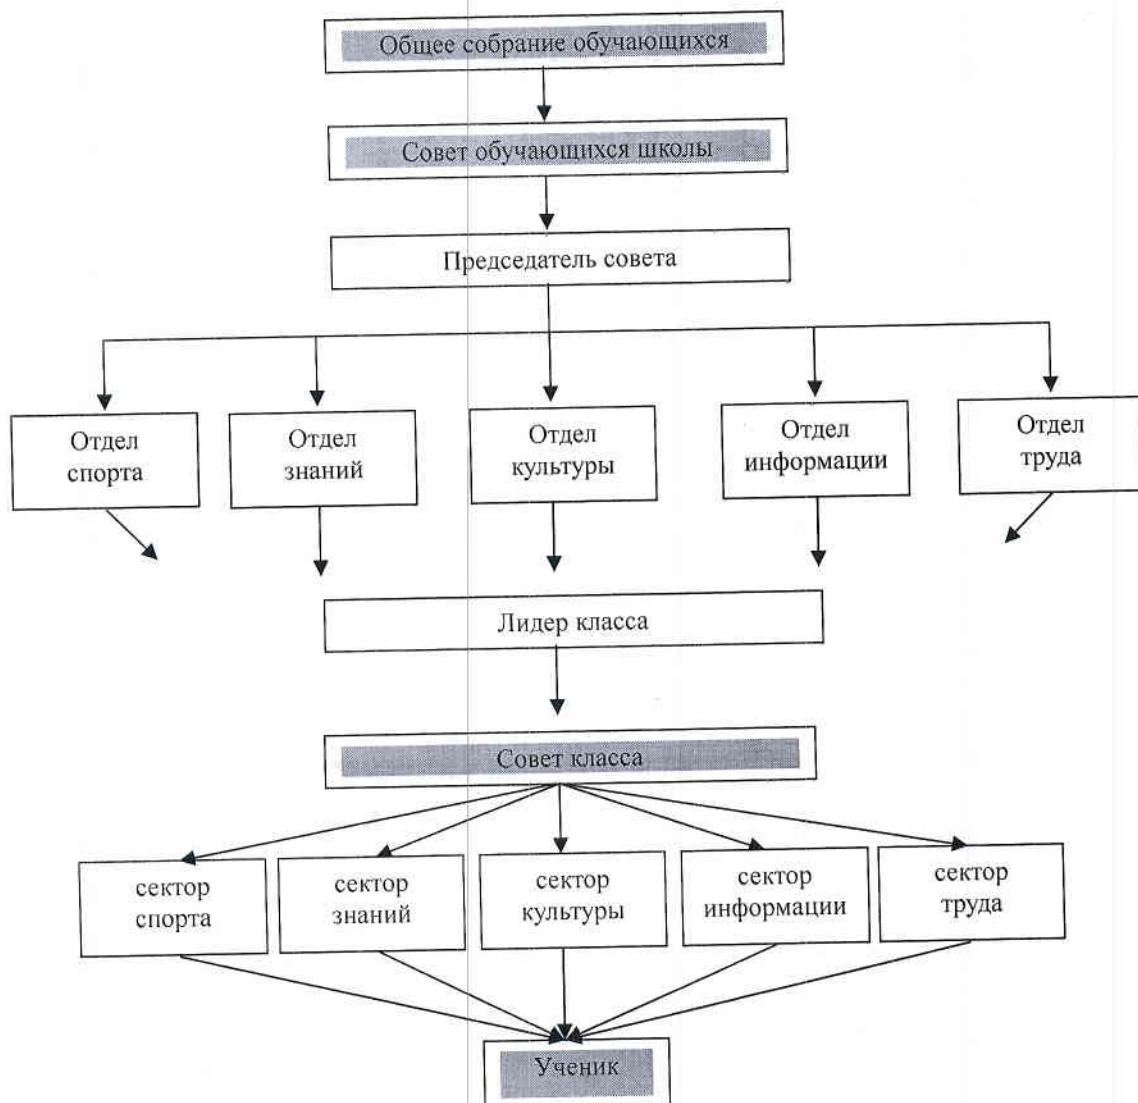 Общее собрание обучающихся
Совет обучающихся школы
Председатель совета
Отдел
спорта
Отдел
знаний
Отдел
культуры
Отдел
информации
Отдел
труда
Лидер класса
Совет класса
сектор
спорта
сектор
знаний
сектор
культуры
сектор
информации
сектор
труда
Ученик